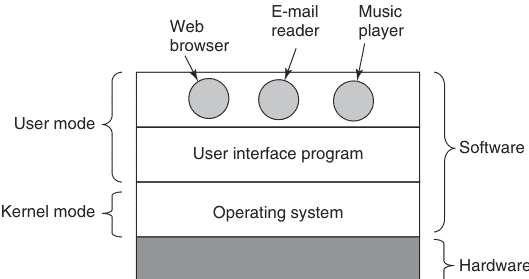 Web
browser
E-mail
reader
Music
player
User mode
User interface program
Software
Kernel mode
Operating system
Hardware